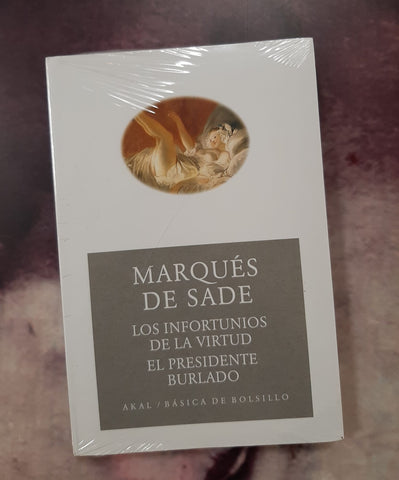 MARQUÉS
DE SADE
LOS INFORTUNIOS
DE LA VIRTUD
EL PRESIDENTE
BURLADO
AKAL / BÁSICA DE BOLSILLO